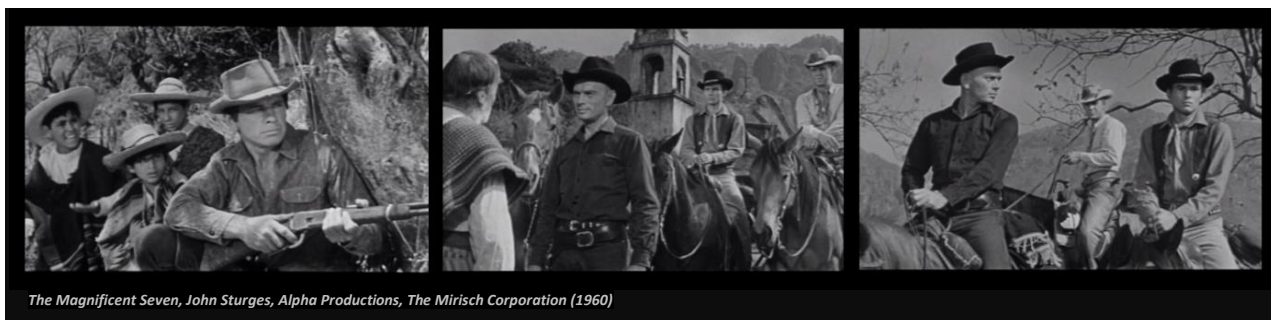 The Magnificent Seven, John Sturges, Alpha Productions, The Mirisch Corporation (1960)